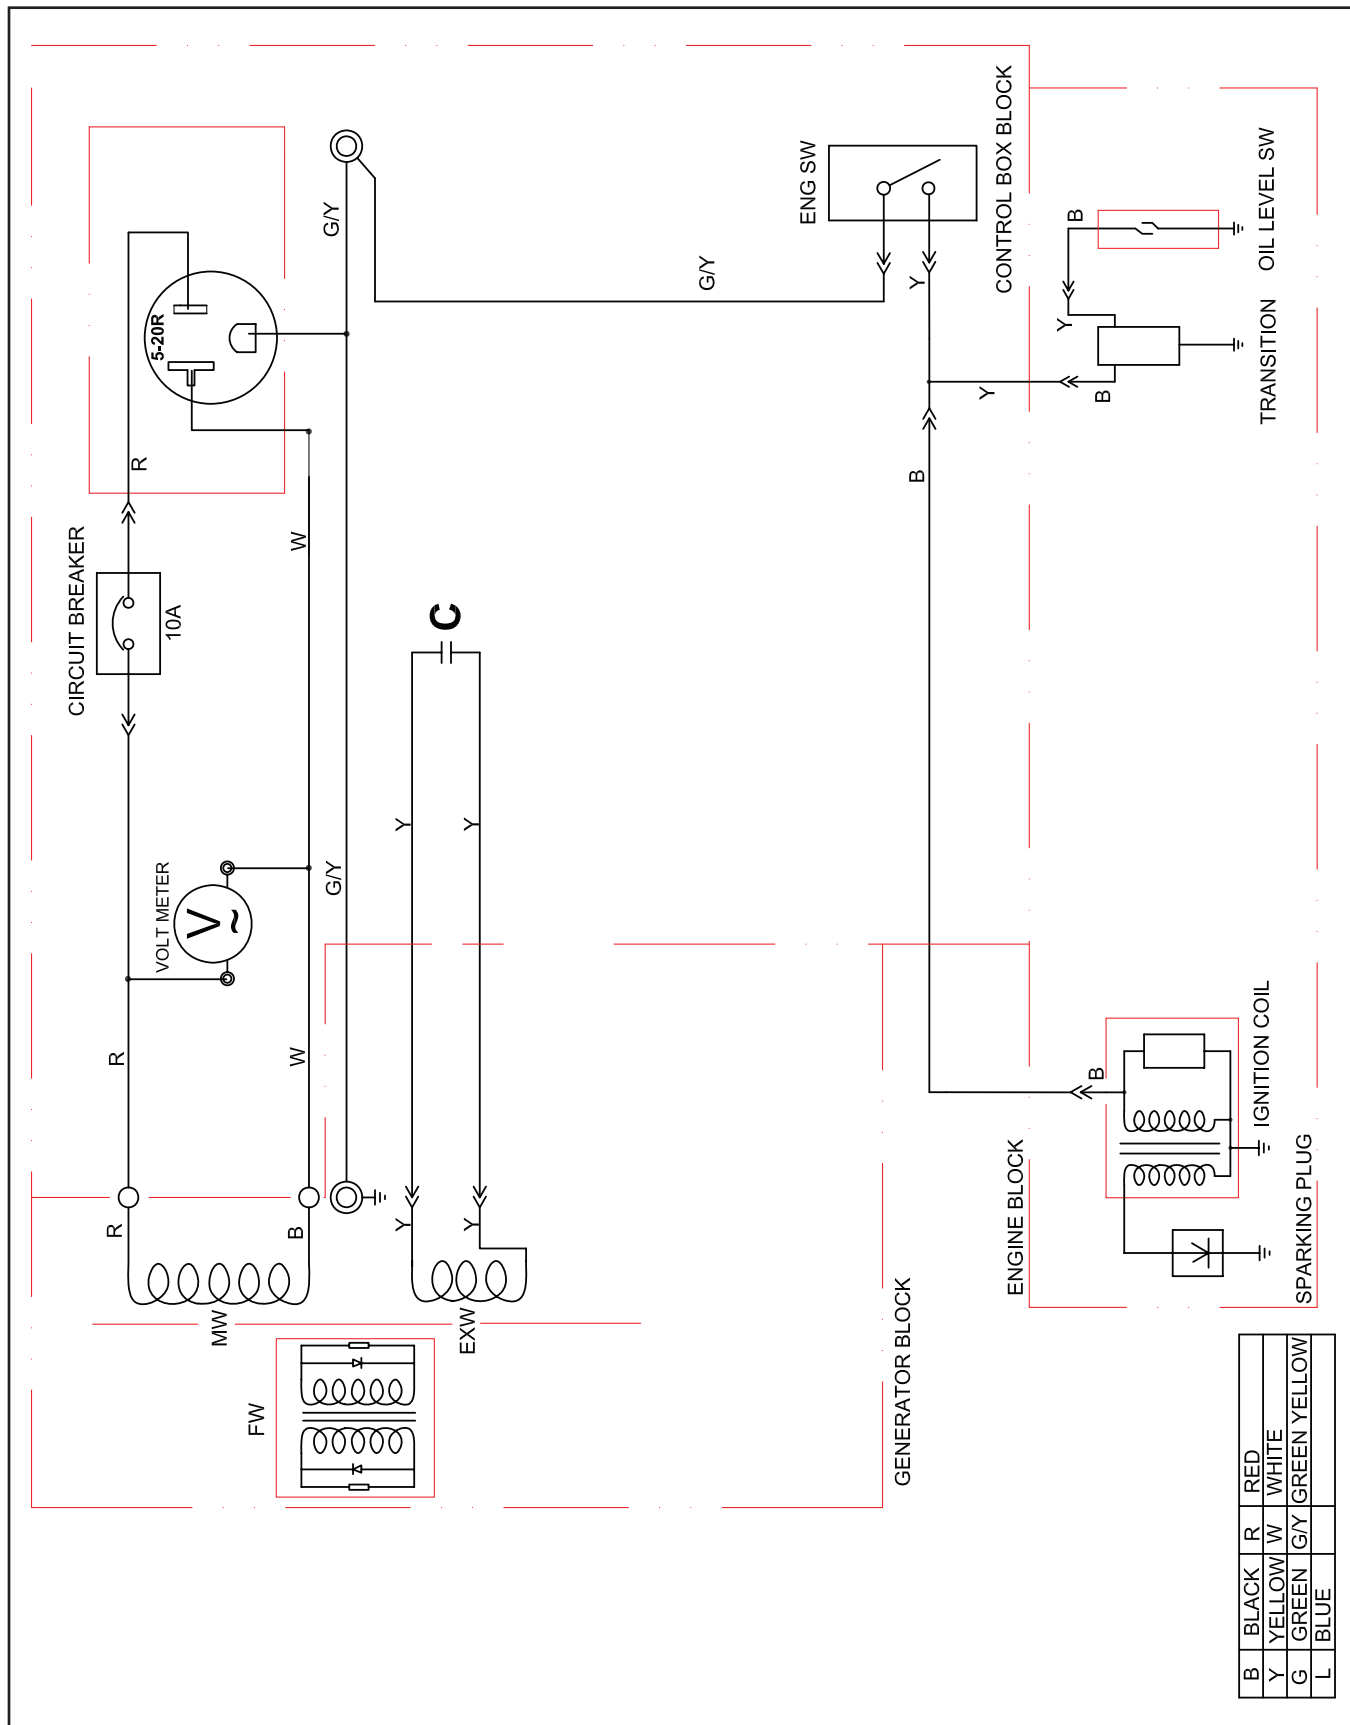 CIRCUIT BREAKER
10A
R
5-20R
G/Y
W
VOLT METER
V
~
R
W
G/Y
C
Y
Y
G/Y
ENG SW
Y
CONTROL BOX BLOCK
B
Y
B
Y
B
OIL LEVEL SW
TRANSITION
R
B
Y
Y
MW
EXW
FW
GENERATOR BLOCK
ENGINE BLOCK
B
IGNITION COIL
SPARKING PLUG
B BLACK R RED
Y YELLOW W WHITE
G GREEN G/Y GREEN YELLOW
L BLUE